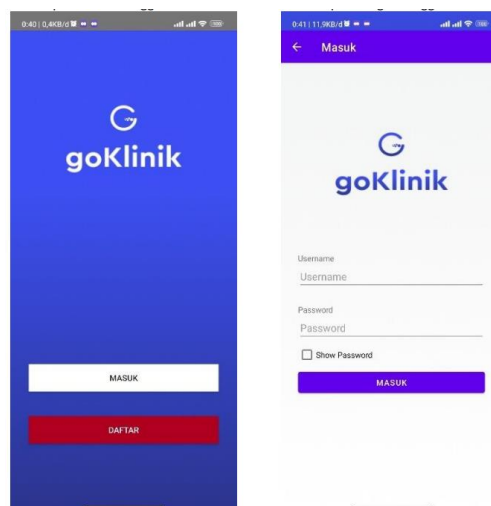 0:40 | 0,4KB/d
goKlinik
MASUK
DAFTAR
0:41 | 11,9KB/d
Masuk
goKlinik
Username
Username
Password
Password
Show Password
MASUK